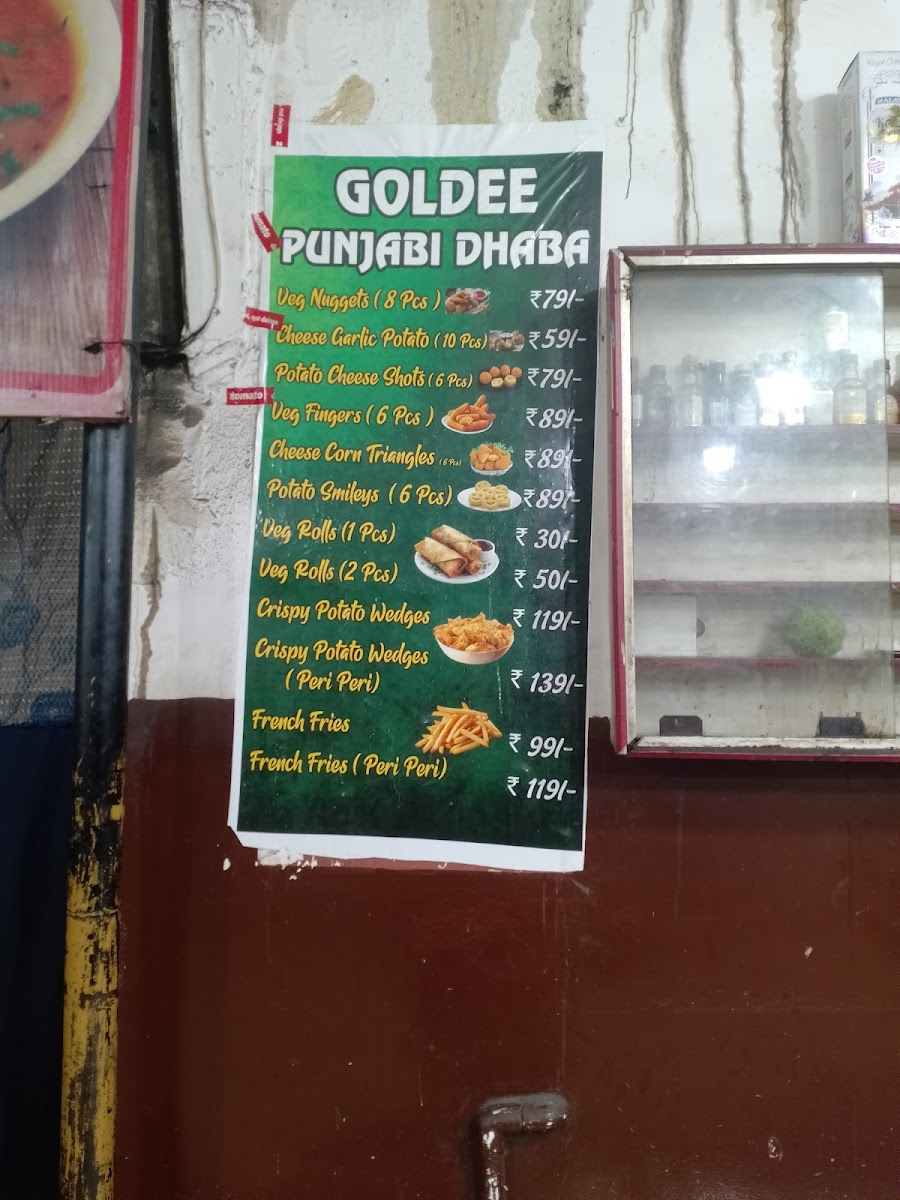 GOLDEE
PUNJABI DHABA
Veg Nuggets ( 8 Pcs ) ₹79/-
Cheese Garlic Potato ( 10 Pcs) ₹59/-
Potato Cheese Shots ( 6 Pcs) ₹79/-
Veg Fingers ( 6 Pcs ) ₹89/-
Cheese Corn Triangles ( 6 Pcs) ₹89/-
Potato Smileys ( 6 Pcs) ₹89/-
Veg Rolls (1 Pcs) ₹ 30/-
Veg Rolls (2 Pcs) ₹ 50/-
Crispy Potato Wedges ₹ 119/-
Crispy Potato Wedges
( Peri Peri) ₹ 139/-
French Fries ₹ 99/-
French Fries ( Peri Peri) ₹ 119/-
zomato